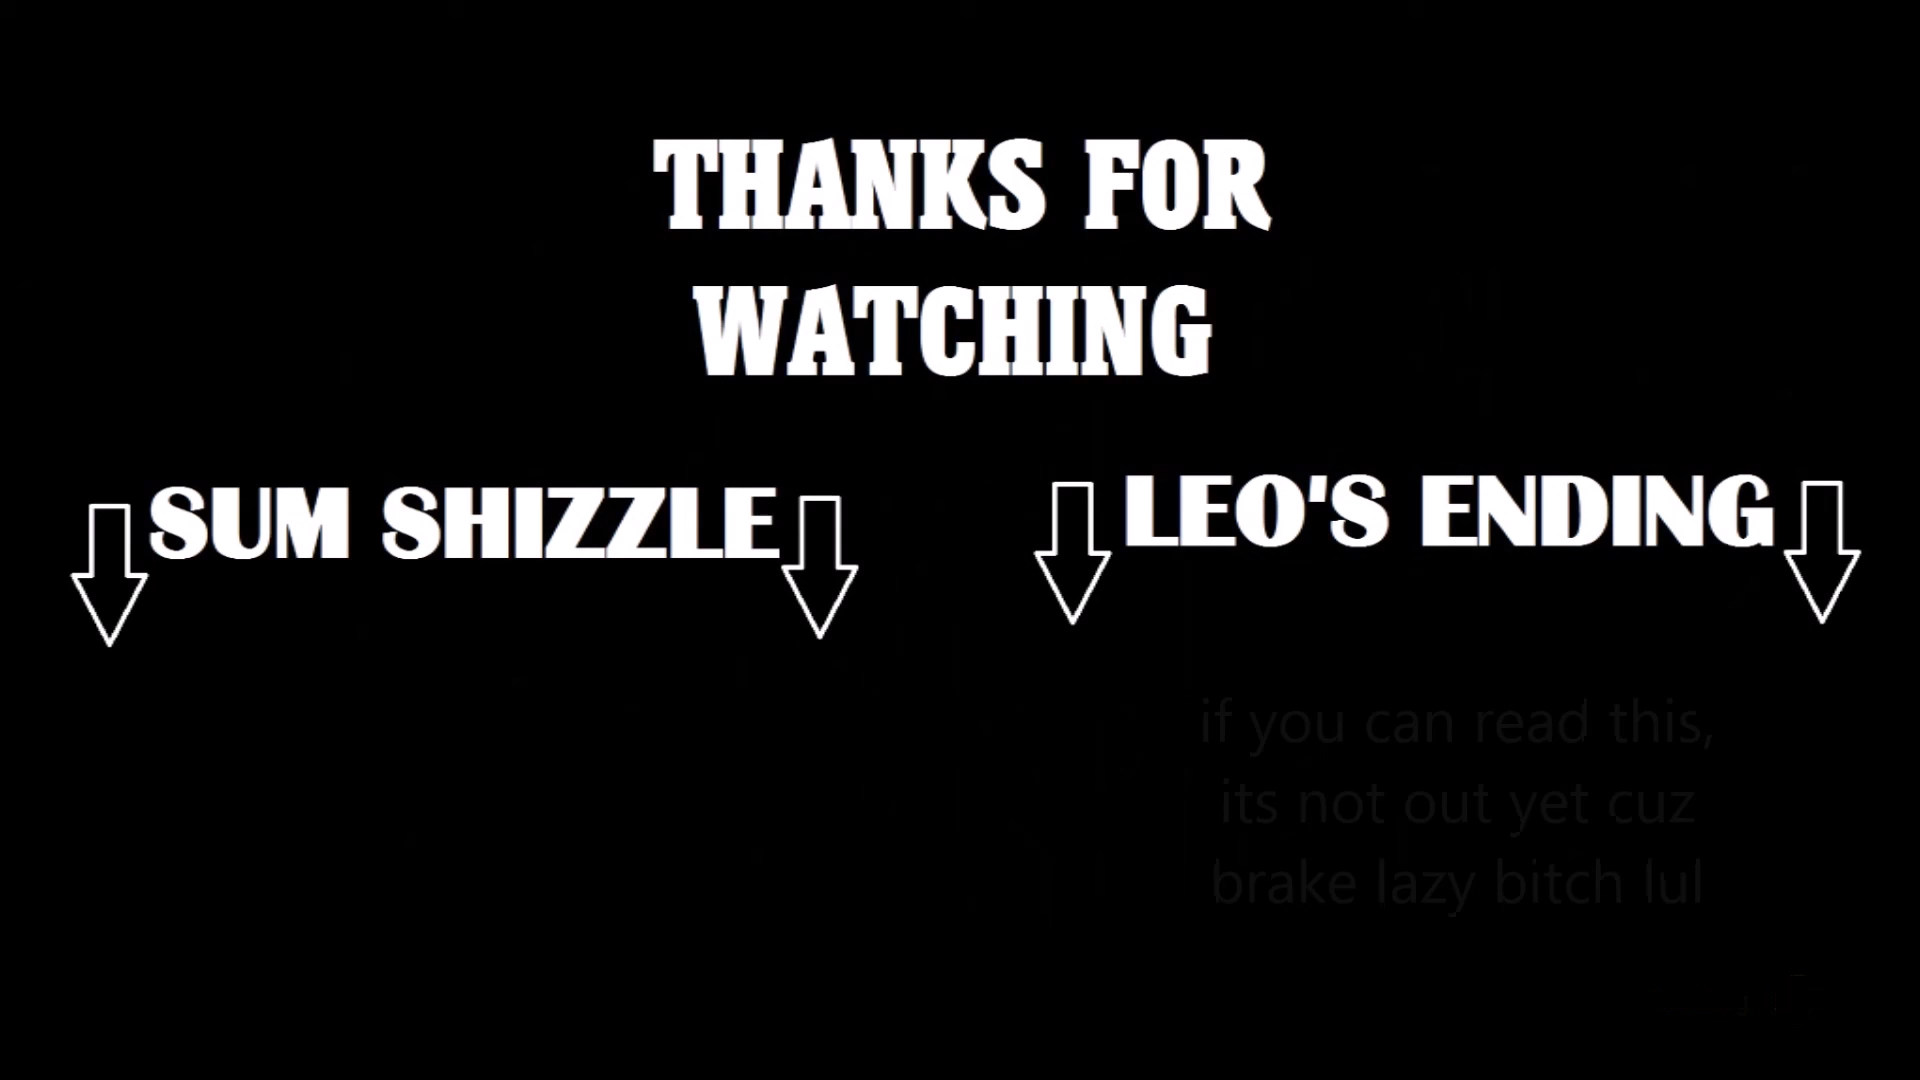 THANKS FOR
WATCHING
SUM SHIZZLE
LEO'S ENDING
if you can read this,
its not out yet cuz
brake lazy bitch lul